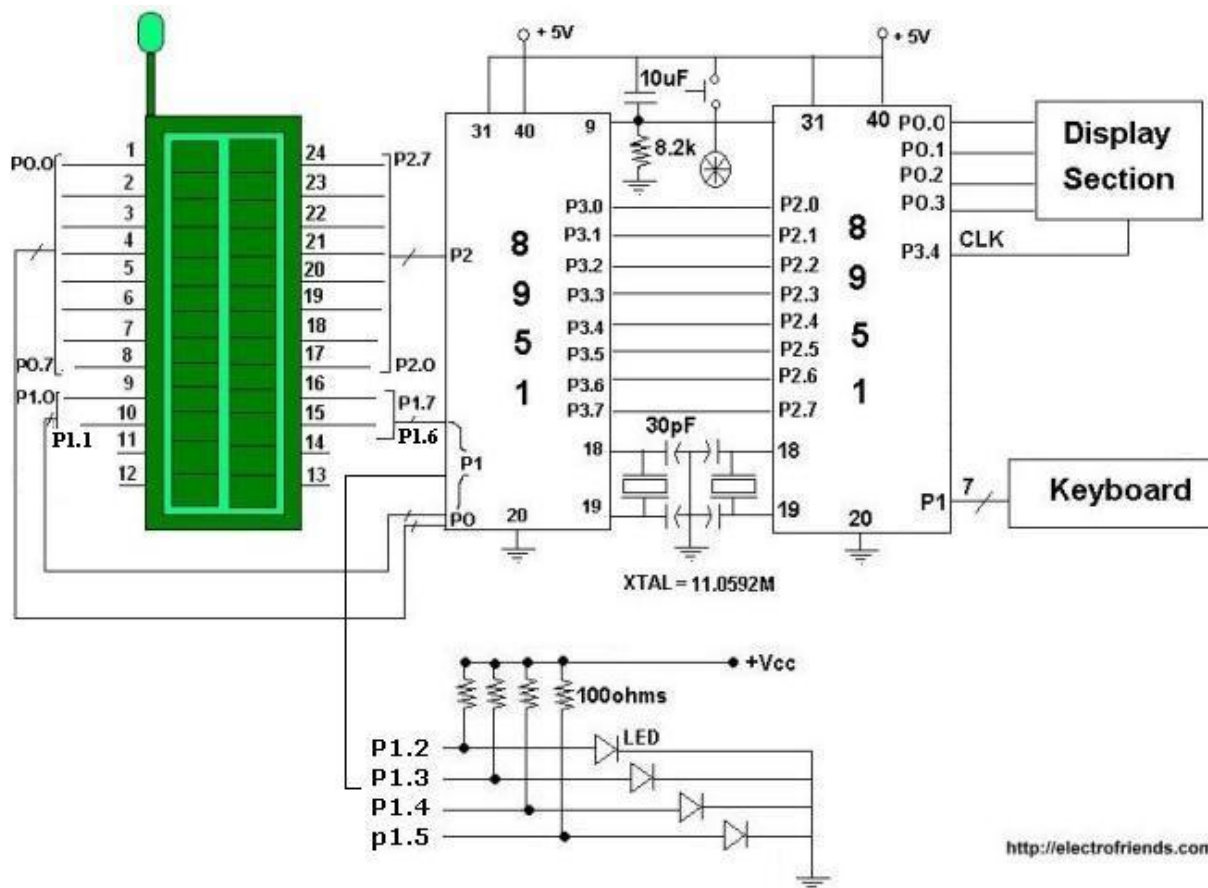 + 5V
+ 5V
10uF
8.2k
31 40 9
31 40
P0.0
P0.1
P0.2
P0.3
P3.4
CLK
Display
Section
P0.0
P0.7
P1.0
P1.1
1
2
3
4
5
6
7
8
9
10
11
12
24
23
22
21
20
19
18
17
16
15
14
13
P2.7
P2.0
P1.7
P1.6
P2
P1
P0
8
9
5
1
P3.0
P3.1
P3.2
P3.3
P3.4
P3.5
P3.6
P3.7
18
19
20
P2.0
P2.1
P2.2
P2.3
P2.4
P2.5
P2.6
P2.7
18
19
20
8
9
5
1
30pF
P1
7
Keyboard
XTAL = 11.0592M
+Vcc
100ohms
LED
P1.2
P1.3
P1.4
p1.5
http://electrofriends.com